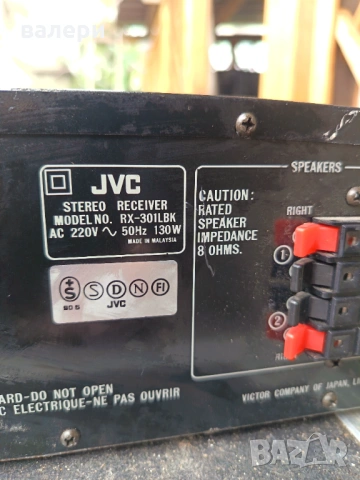 валери
JVC
STEREO RECEIVER
MODEL NO. RX-301LBK
AC 220V ∿ 50Hz 130W
MADE IN MALAYSIA
SPEAKERS
CAUTION:
RATED
SPEAKER
IMPEDANCE
8 OHMS.
RIGHT
1
2
S D N FI
JVC
ARD-DO NOT OPEN
C ELECTRIQUE-NE PAS OUVRIR
VICTOR COMPANY OF JAPAN, L
bazar.bg